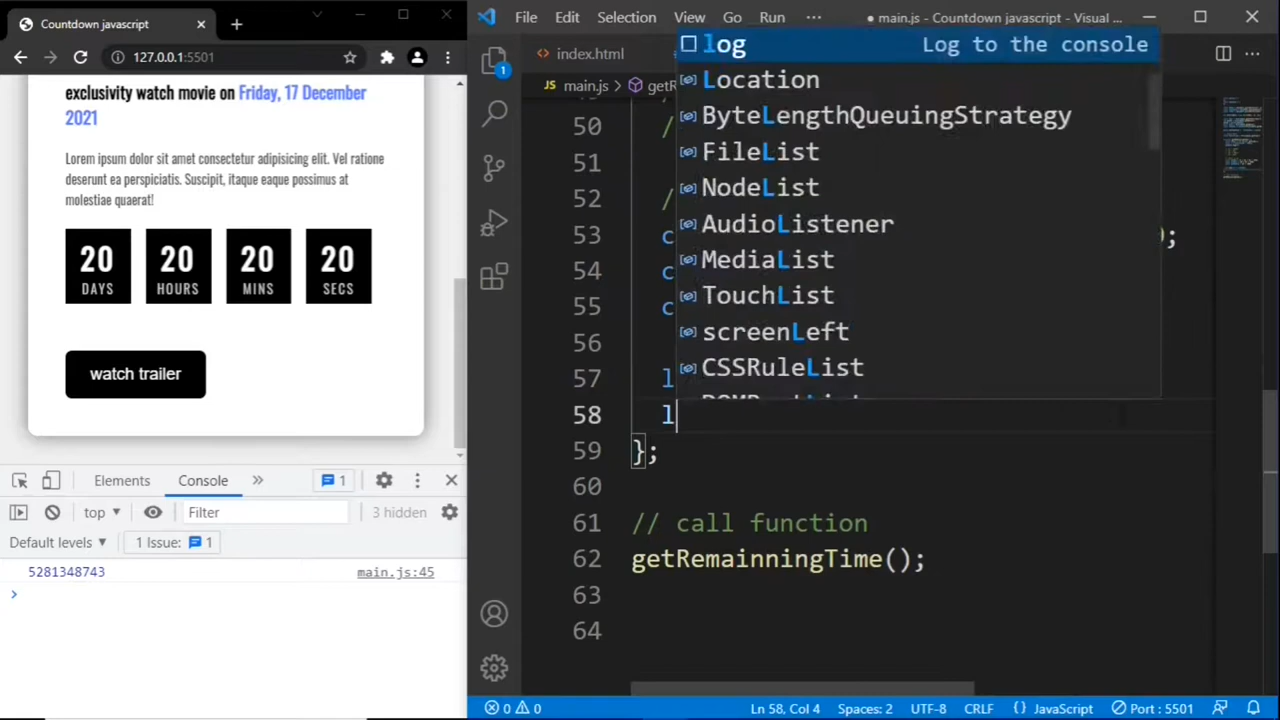 Countdown javascript
127.0.0.1:5501
exclusivity watch movie on Friday, 17 December
2021
Lorem ipsum dolor sit amet consectetur adipisicing elit. Vel ratione
deserunt ea perspiciatis. Suscipit, itaque eaque possimus at
molestiae quaerat!
20 20 20 20
DAYS HOURS MINS SECS
watch trailer
Elements Console 1
top Filter 3 hidden
Default levels 1 Issue: 1
5281348743 main.js:45
File Edit Selection View Go Run ··· ● main.js - Countdown javascript - Visual ...
1
index.html
JS main.js > getR
log Log to the console
Location
ByteLengthQueuingStrategy
FileList
NodeList
AudioListener
MediaList
TouchList
screenLeft
CSSRuleList
50 /
51
52 /
53 c );
54 c
55 c
56
57 l
58 l
59 };
60
61 // call function
62 getRemainningTime();
63
64
0 0 Ln 58, Col 4 Spaces: 2 UTF-8 CRLF {} JavaScript Port : 5501